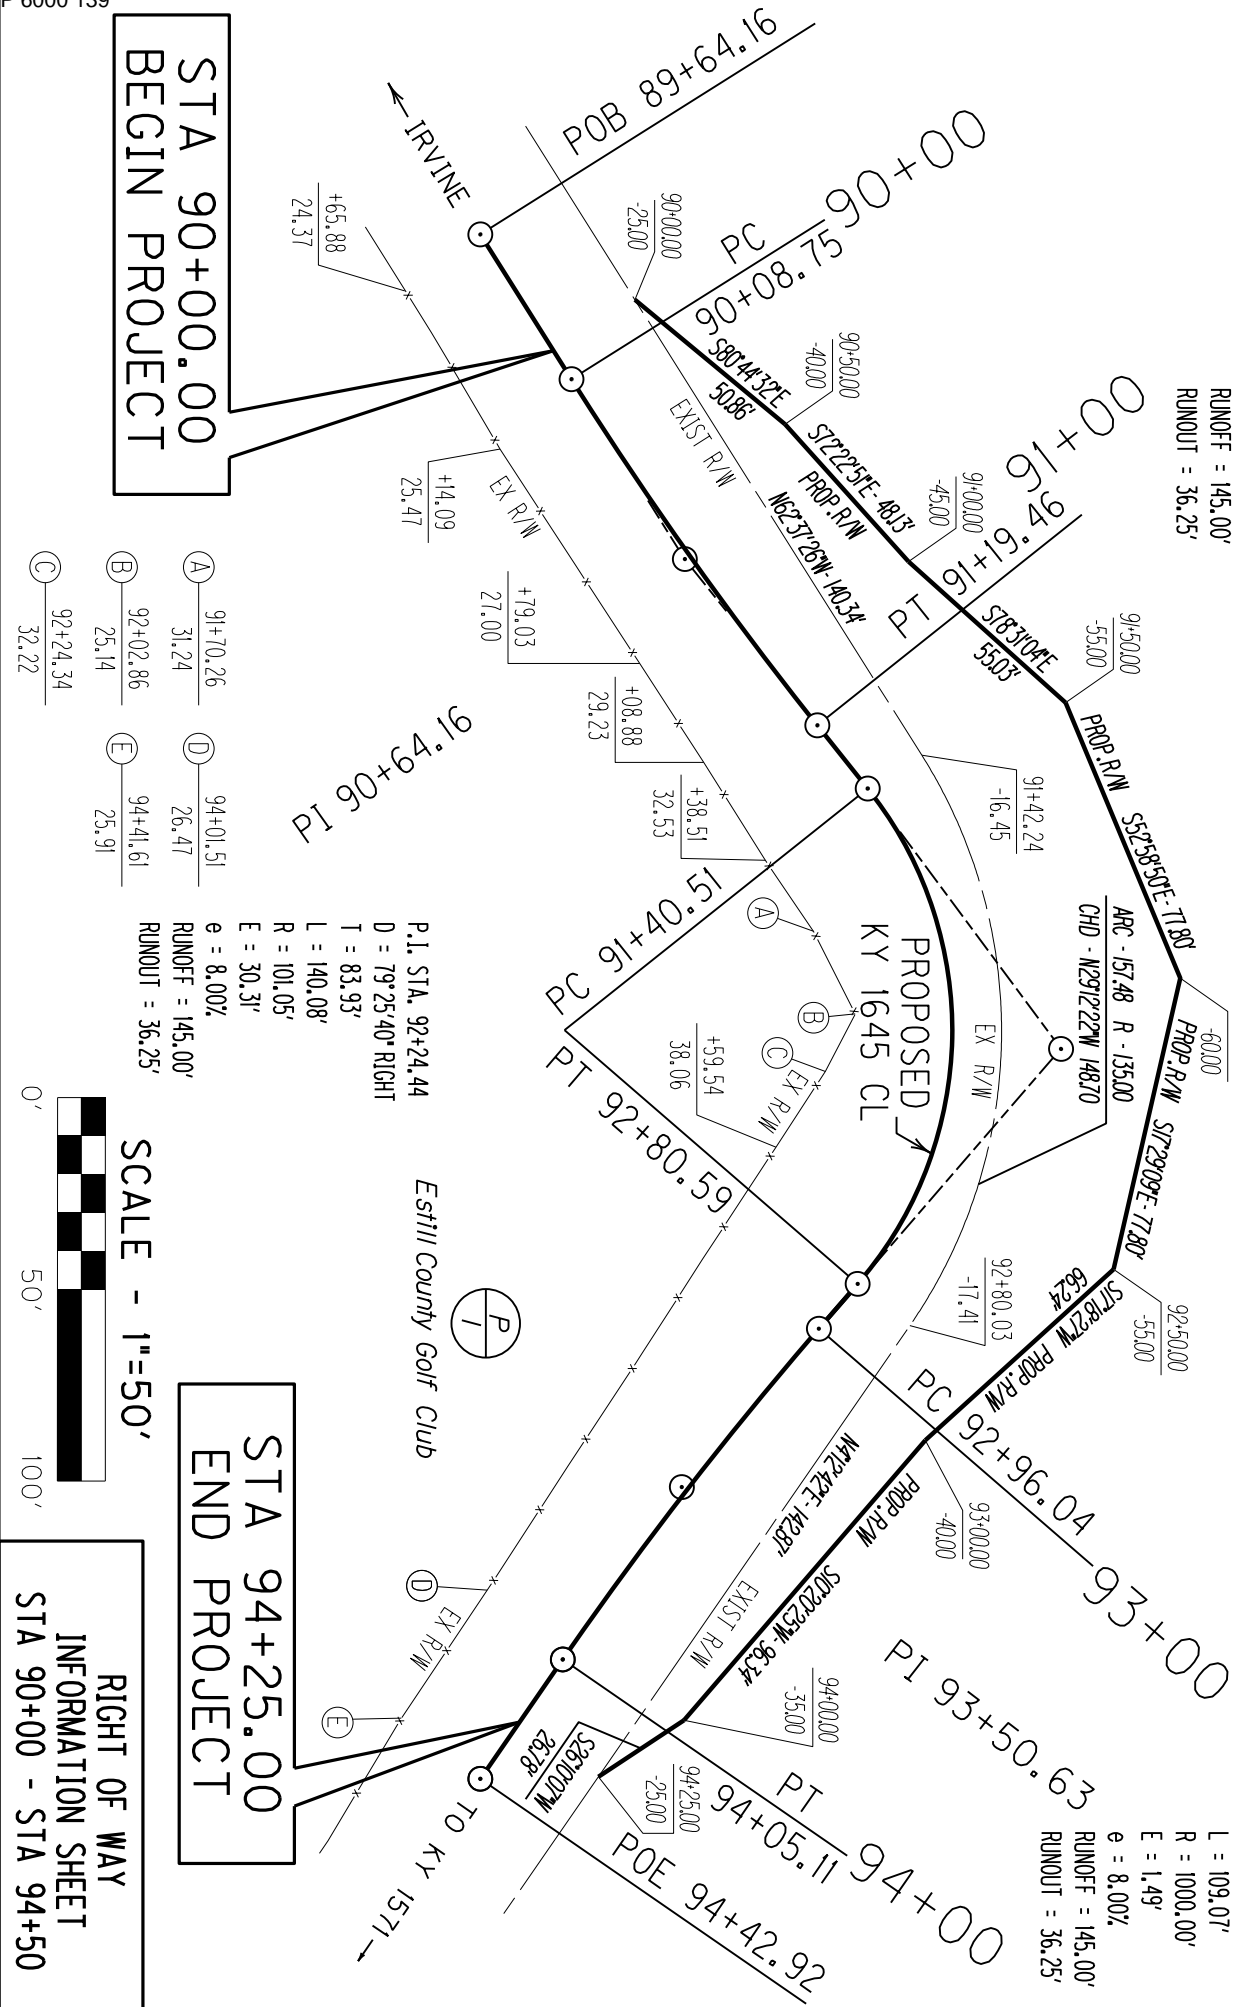 P 6000 139
RUNOFF = 145.00'
RUNOUT = 36.25'
L = 109.07'
R = 1000.00'
E = 1.49'
e = 8.00%
RUNOFF = 145.00'
RUNOUT = 36.25'
POB 89+64.16
90+00
PC
90+08.75
91+00
91+19.46
PT
PC 92+96.04
93+00
PI 93+50.63
PT
94+05.11
94+00
POE 94+42.92
90+00.00
-25.00
90+50.00
-40.00
91+00.00
-45.00
91+50.00
-55.00
-60.00
92+50.00
-55.00
93+00.00
-40.00
94+00.00
-35.00
94+25.00
-25.00
S80°44'32"E
50.86'
S72°22'51"E - 48.13'
PROP. R/W
S78°31'04"E
55.03'
PROP. R/W S52°58'50"E - 77.80'
PROP. R/W S17°29'09"E - 77.80'
S17°18'27"W PROP. R/W
66.24'
PROP. R/W S10°20'25"W - 96.34'
S26°10'07"W
26.78'
EXIST R/W
N62°37'26"W - 140.34'
91+42.24
-16.45
ARC - 157.48 R - 135.00
CHD - N29°12'22"W 148.70
EX R/W
92+80.03
-17.41
N4°12'42"E - 142.87'
EXIST R/W
PROPOSED
KY 1645 CL
← IRVINE
TO KY 1571 →
+65.88
24.37
+14.09
25.47
EX R/W
+79.03
27.00
+08.88
29.23
+38.51
32.53
A
B
C
EX R/W
+59.54
38.06
D
EX R/W
E
PC 91+40.51
PT 92+80.59
PI 90+64.16
P
1
Estill County Golf Club
P.I. STA. 92+24.44
D = 79°25'40" RIGHT
T = 83.93'
L = 140.08'
R = 101.05'
E = 30.31'
e = 8.00%
RUNOFF = 145.00'
RUNOUT = 36.25'
STA 90+00.00
BEGIN PROJECT
STA 94+25.00
END PROJECT
A 91+70.26
31.24
B 92+02.86
25.14
C 92+24.34
32.22
D 94+01.51
26.47
E 94+41.61
25.91
SCALE - 1"=50'
0' 50' 100'
RIGHT OF WAY
INFORMATION SHEET
STA 90+00 - STA 94+50